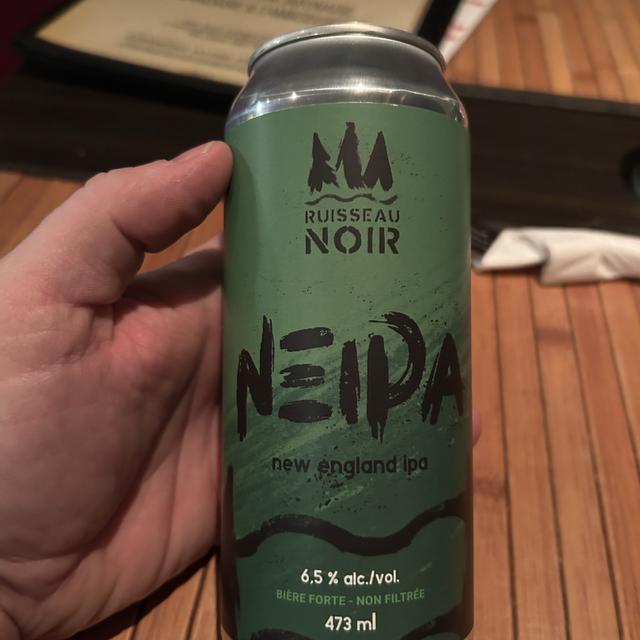 RUISSEAU
NOIR
NEIPA
new england ipa
6,5 % alc./vol.
BIÈRE FORTE - NON FILTRÉE
473 ml